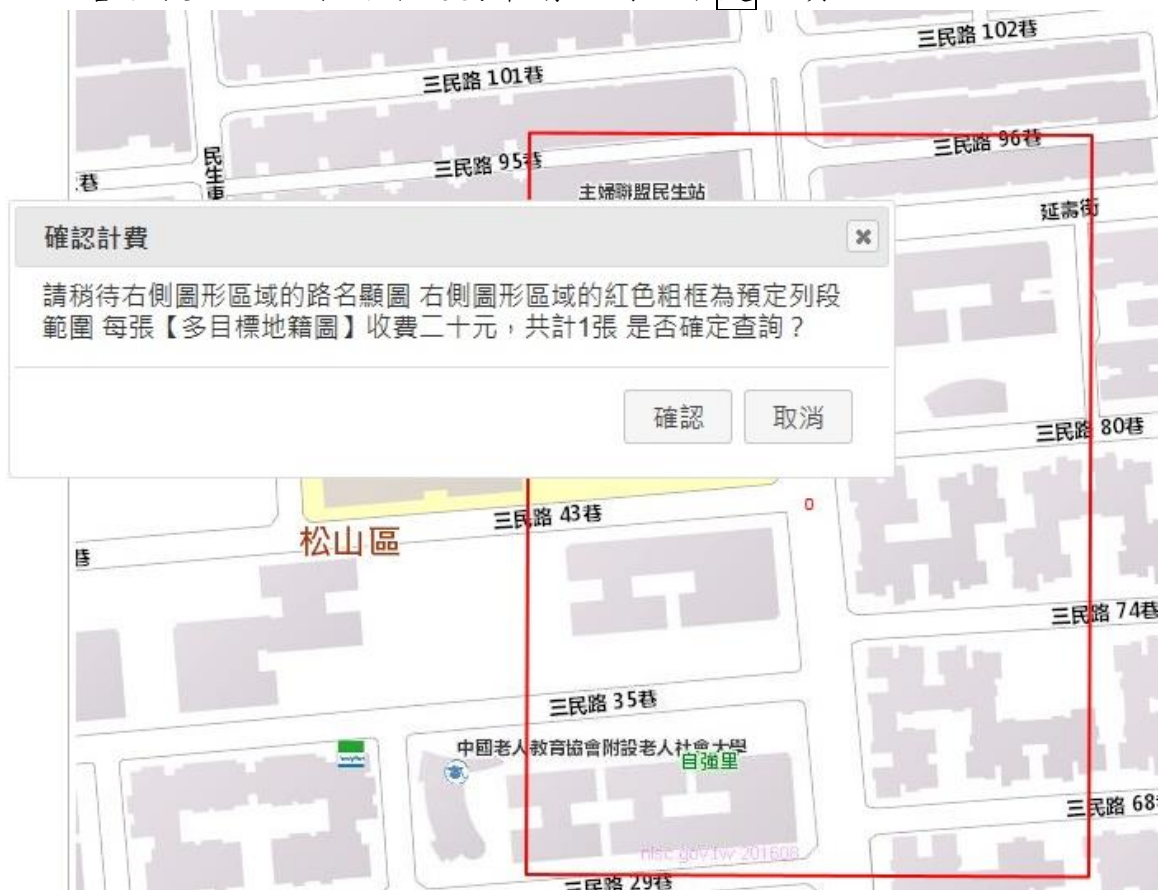 三民路 102巷
三民路 101巷
三民路 96巷
三民路 95巷
民生東
巷
主婦聯盟民生站
延壽街
確認計費
請稍待右側圖形區域的路名顯圖 右側圖形區域的紅色粗框為預定列段
範圍 每張【多目標地籍圖】收費二十元，共計1張 是否確定查詢？
確認
取消
三民路 80巷
三民路 43巷
松山區
巷
三民路 74巷
三民路 35巷
中國老人教育協會附設老人社會大學
自強里
三民路 68
nlsc.gov.tw 201608
三民路 29巷